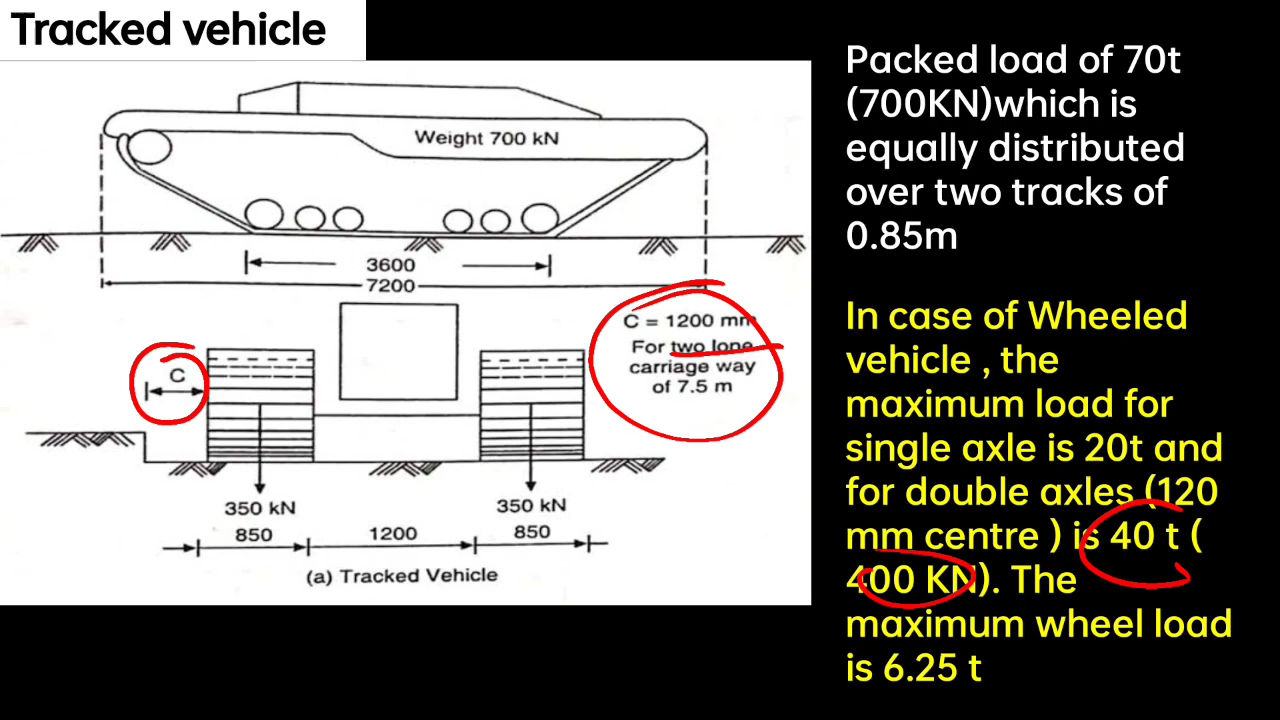 Tracked vehicle
Weight 700 kN
3600
7200
C
C = 1200 mm
For two lone
carriage way
of 7.5 m
350 kN
350 kN
850
1200
850
(a) Tracked Vehicle
Packed load of 70t
(700KN)which is
equally distributed
over two tracks of
0.85m
In case of Wheeled
vehicle , the
maximum load for
single axle is 20t and
for double axles (120
mm centre ) is 40 t (
400 KN). The
maximum wheel load
is 6.25 t